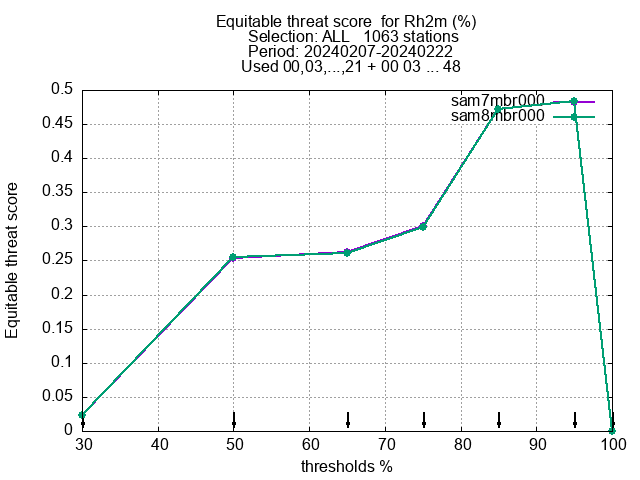 Equitable threat score  for Rh2m (%)
Selection: ALL   1063 stations
Period: 20240207-20240222
Used 00,03,...,21 + 00 03 ... 48
sam7mbr000
sam8mbr000
0.5
0.45
0.4
0.35
0.3
0.25
0.2
0.15
0.1
0.05
0
Equitable threat score
30 40 50 60 70 80 90 100
thresholds %